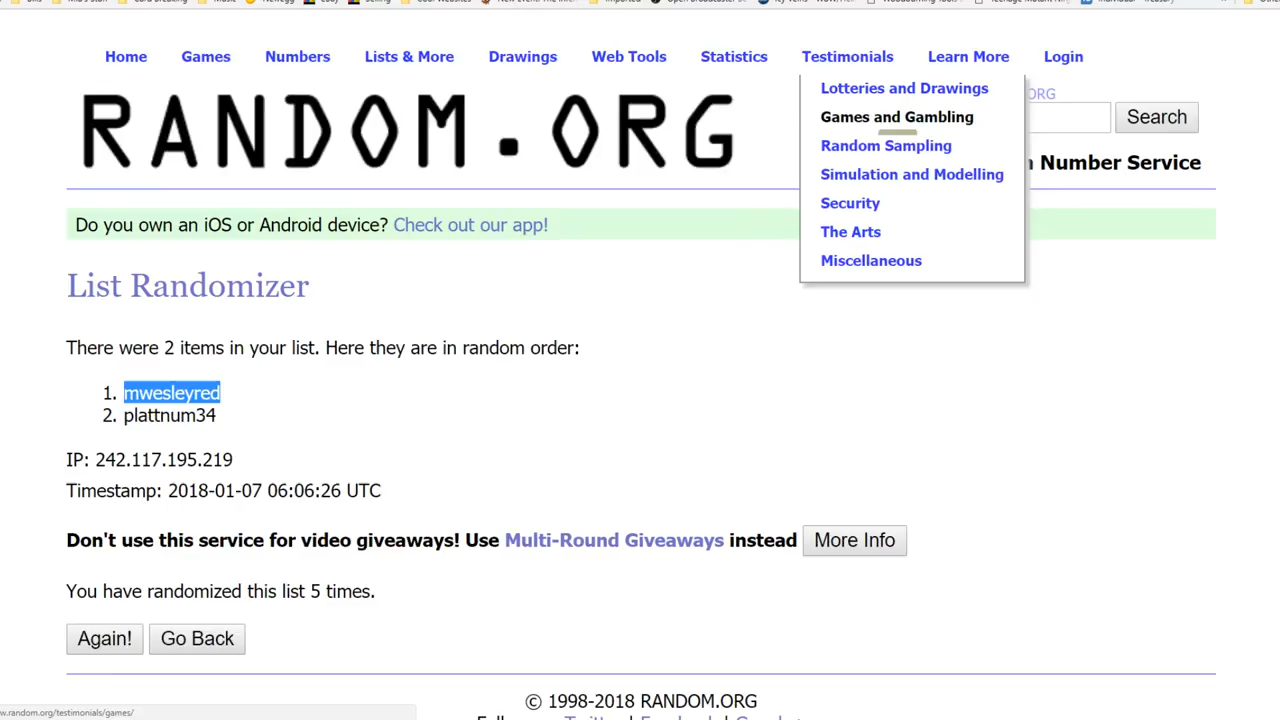 Home Games Numbers Lists & More Drawings Web Tools Statistics Testimonials Learn More Login
RANDOM.ORG
Lotteries and Drawings
Games and Gambling
Random Sampling
Simulation and Modelling
Security
The Arts
Miscellaneous
ORG
Search
Number Service
Do you own an iOS or Android device? Check out our app!
List Randomizer
There were 2 items in your list. Here they are in random order:
1. mwesleyred
2. plattnum34
IP: 242.117.195.219
Timestamp: 2018-01-07 06:06:26 UTC
Don't use this service for video giveaways! Use Multi-Round Giveaways instead More Info
You have randomized this list 5 times.
Again! Go Back
© 1998-2018 RANDOM.ORG
w.random.org/testimonials/games/